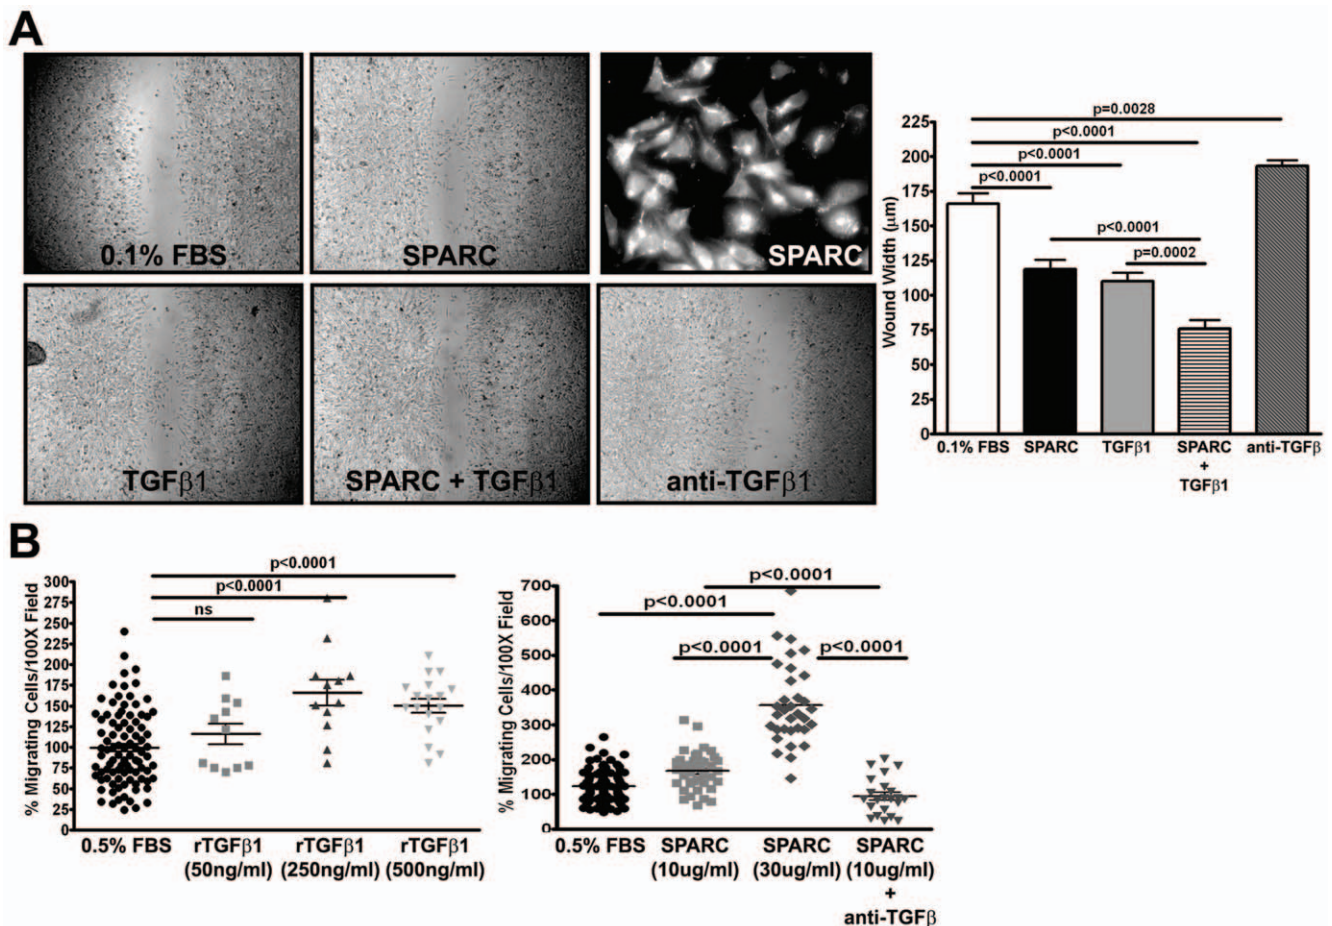 A
0.1% FBS
SPARC
SPARC
TGFβ1
SPARC + TGFβ1
anti-TGFβ1
p=0.0028
p<0.0001
p<0.0001
p<0.0001
p<0.0001
p=0.0002
Wound Width (μm)
225
200
175
150
125
100
75
50
25
0
0.1% FBS
SPARC
TGFβ1
SPARC
+
TGFβ1
anti-TGFβ
B
p<0.0001
p<0.0001
ns
% Migrating Cells/100X Field
300
275
250
225
200
175
150
125
100
75
50
25
0
0.5% FBS
rTGFβ1
(50ng/ml)
rTGFβ1
(250ng/ml)
rTGFβ1
(500ng/ml)
p<0.0001
p<0.0001
p<0.0001
p<0.0001
% Migrating Cells/100X Field
700
600
500
400
300
200
100
0
0.5% FBS
SPARC
(10ug/ml)
SPARC
(30ug/ml)
SPARC
(10ug/ml)
+
anti-TGFβ